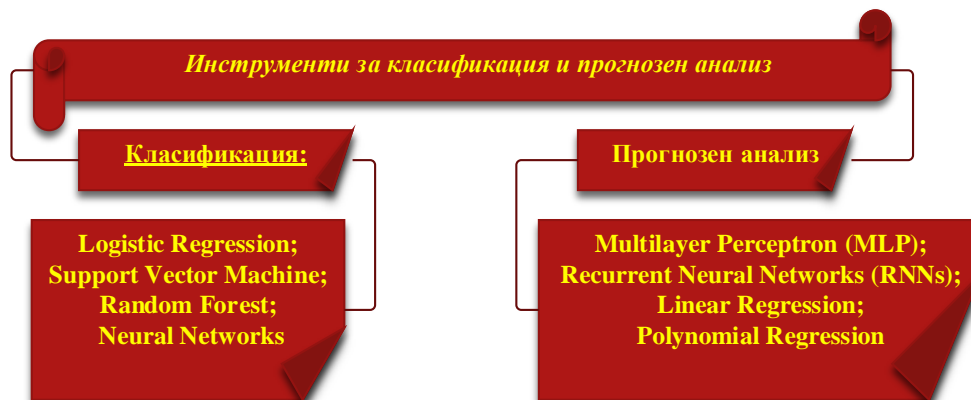 Инструменти за класификация и прогнозен анализ
Класификация:
Logistic Regression;
Support Vector Machine;
Random Forest;
Neural Networks
Прогнозен анализ
Multilayer Perceptron (MLP);
Recurrent Neural Networks (RNNs);
Linear Regression;
Polynomial Regression